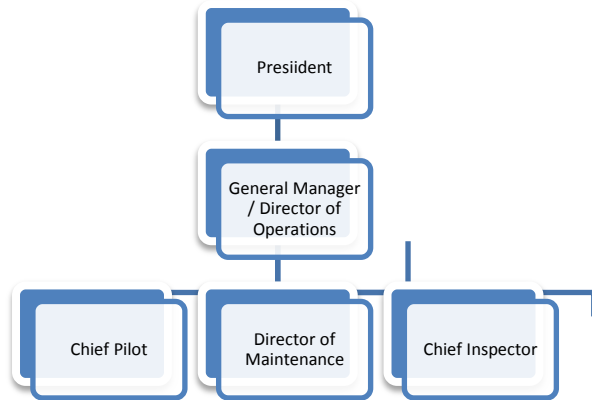 Presiident
General Manager
/ Director of
Operations
Chief Pilot
Director of
Maintenance
Chief Inspector